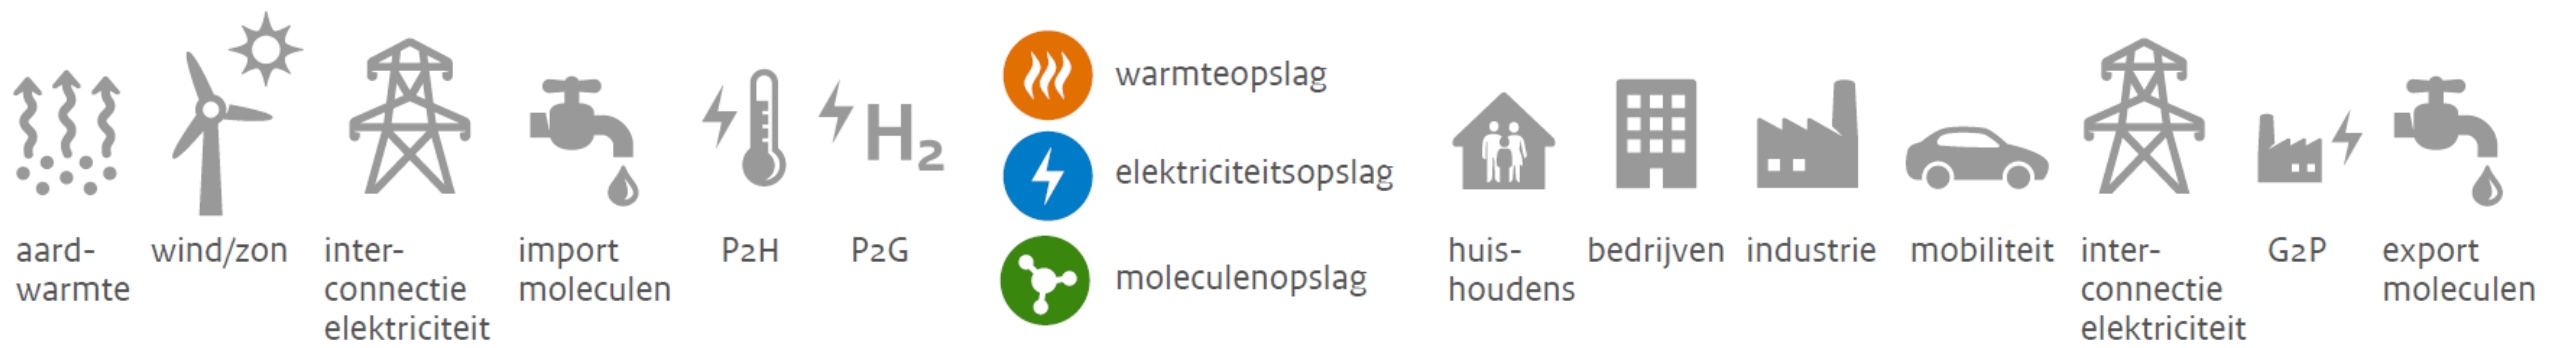 aard-
warmte
wind/zon
inter-
connectie
elektriciteit
import
moleculen
P2H
H2
P2G
warmteopslag
elektriciteitsopslag
moleculenopslag
huis-
houdens
bedrijven
industrie
mobiliteit
inter-
connectie
elektriciteit
G2P
export
moleculen